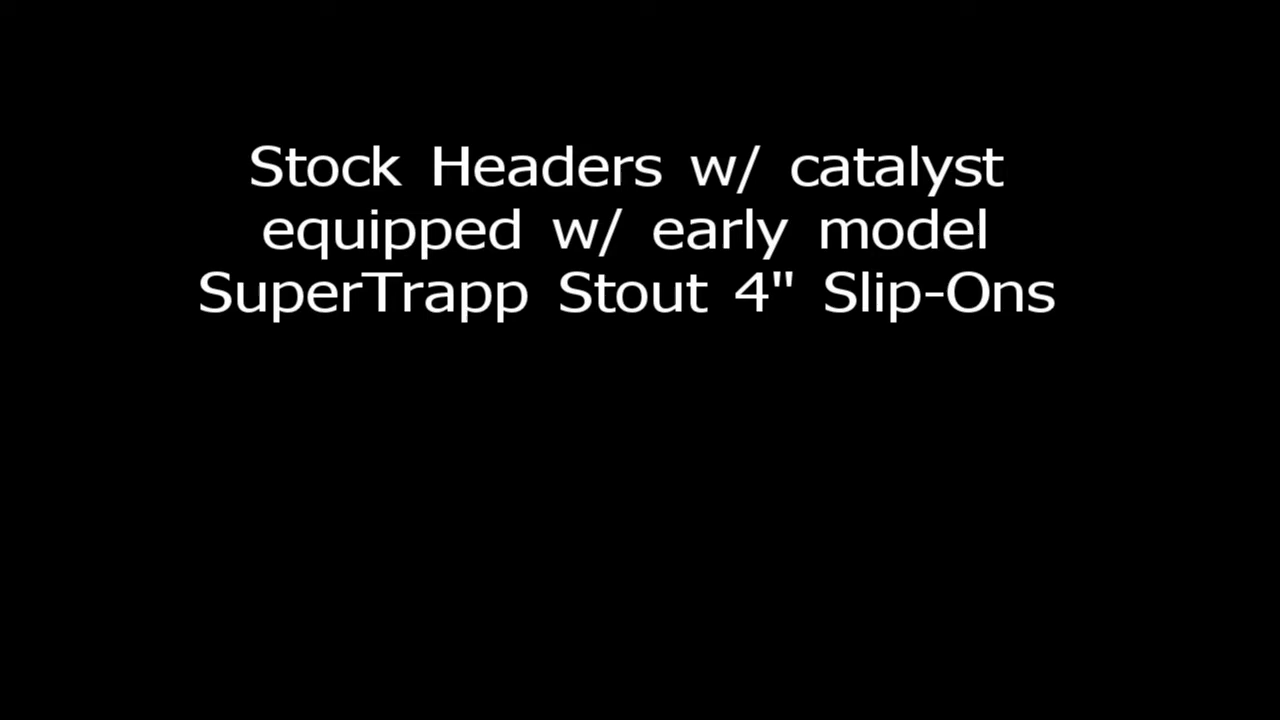 Stock Headers w/ catalyst
equipped w/ early model
SuperTrapp Stout 4" Slip-Ons